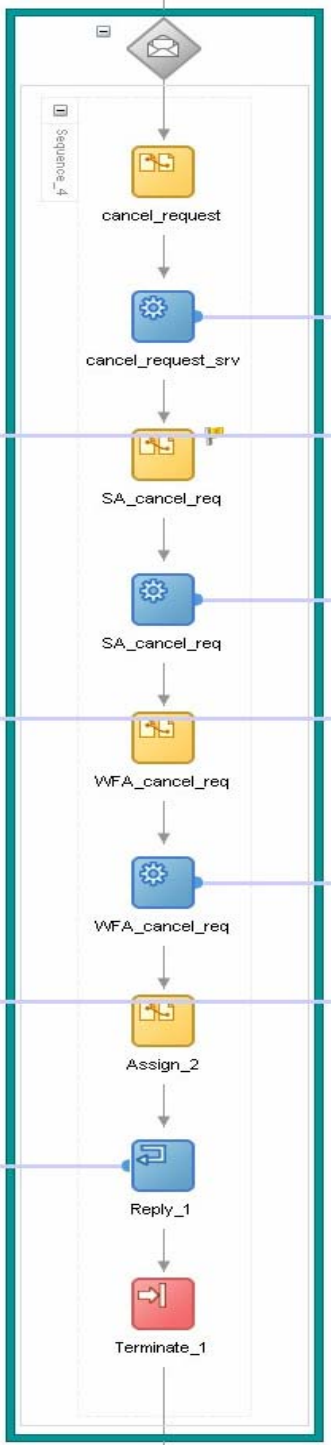 Sequence_4
cancel_request
cancel_request_srv
SA_cancel_req
SA_cancel_req
WFA_cancel_req
WFA_cancel_req
Assign_2
Reply_1
Terminate_1